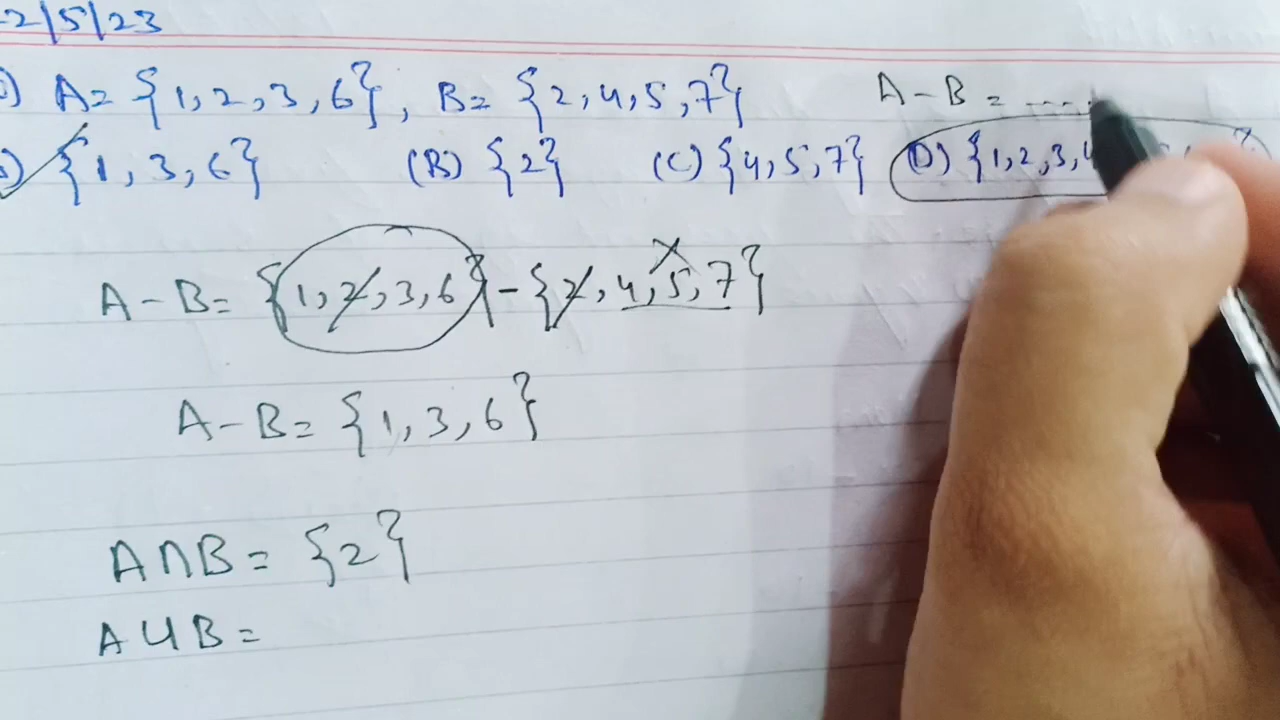 2/5/23
) A = {1, 2, 3, 6}, B = {2, 4, 5, 7} A - B = ....
) {1, 3, 6} (B) {2} (C) {4, 5, 7} (D) {1, 2, 3, 4
A - B = {1, 2, 3, 6} - {2, 4, 5, 7}
A - B = {1, 3, 6}
A ∩ B = {2}
A ∪ B =